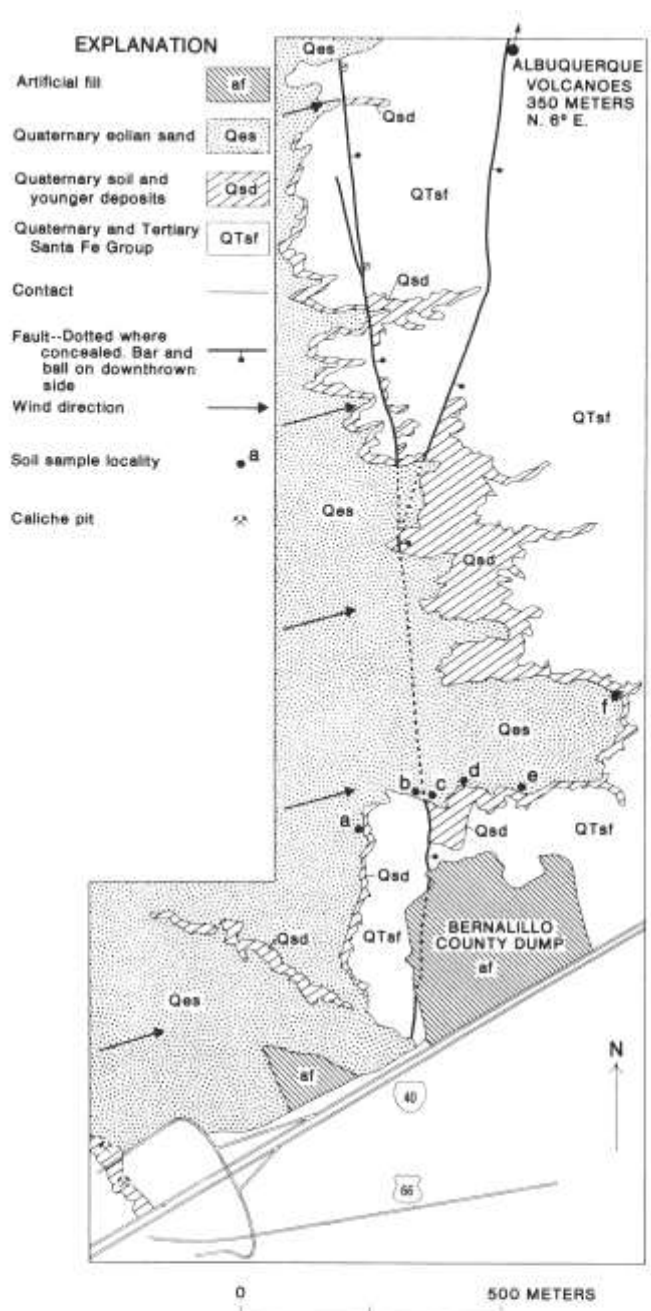 EXPLANATION
Artificial fill
af
Quaternary eolian sand
Qes
Quaternary soil and
younger deposits
Qsd
Quaternary and Tertiary
Santa Fe Group
QTsf
Contact
Fault--Dotted where
concealed. Bar and
ball on downthrown
side
Wind direction
Soil sample locality
a
Caliche pit
Qes
ALBUQUERQUE
VOLCANOES
350 METERS
N. 6° E.
Qsd
QTsf
Qsd
QTsf
Qes
Qsd
f
Qes
b
c
d
e
a
Qsd
QTsf
Qsd
QTsf
BERNALILLO
COUNTY DUMP
af
Qsd
Qes
af
N
40
66
0
500 METERS